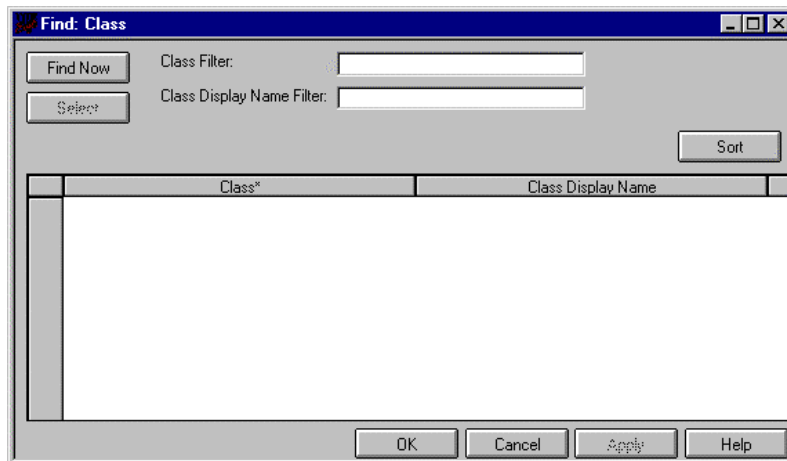 Find: Class
Find Now
Class Filter:
Select
Class Display Name Filter:
Sort
Class*
Class Display Name
OK
Cancel
Apply
Help